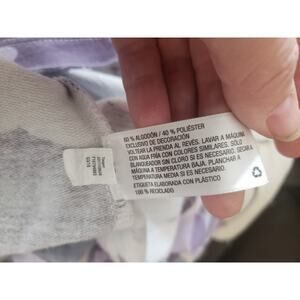 60 % ALGODÓN / 40 % POLIÉSTER
EXCLUSIVO DE DECORACIÓN
VOLTEAR LA PRENDA AL REVÉS. LAVAR A MÁQUINA
CON AGUA FRÍA CON COLORES SIMILARES. SOLO
BLANQUEADOR SIN CLORO SI ES NECESARIO. SECAR
A MÁQUINA A TEMPERATURA BAJA. PLANCHAR A
TEMPERATURA MEDIA SI ES NECESARIO.
ETIQUETA ELABORADA CON PLÁSTICO
100 % RECICLADO